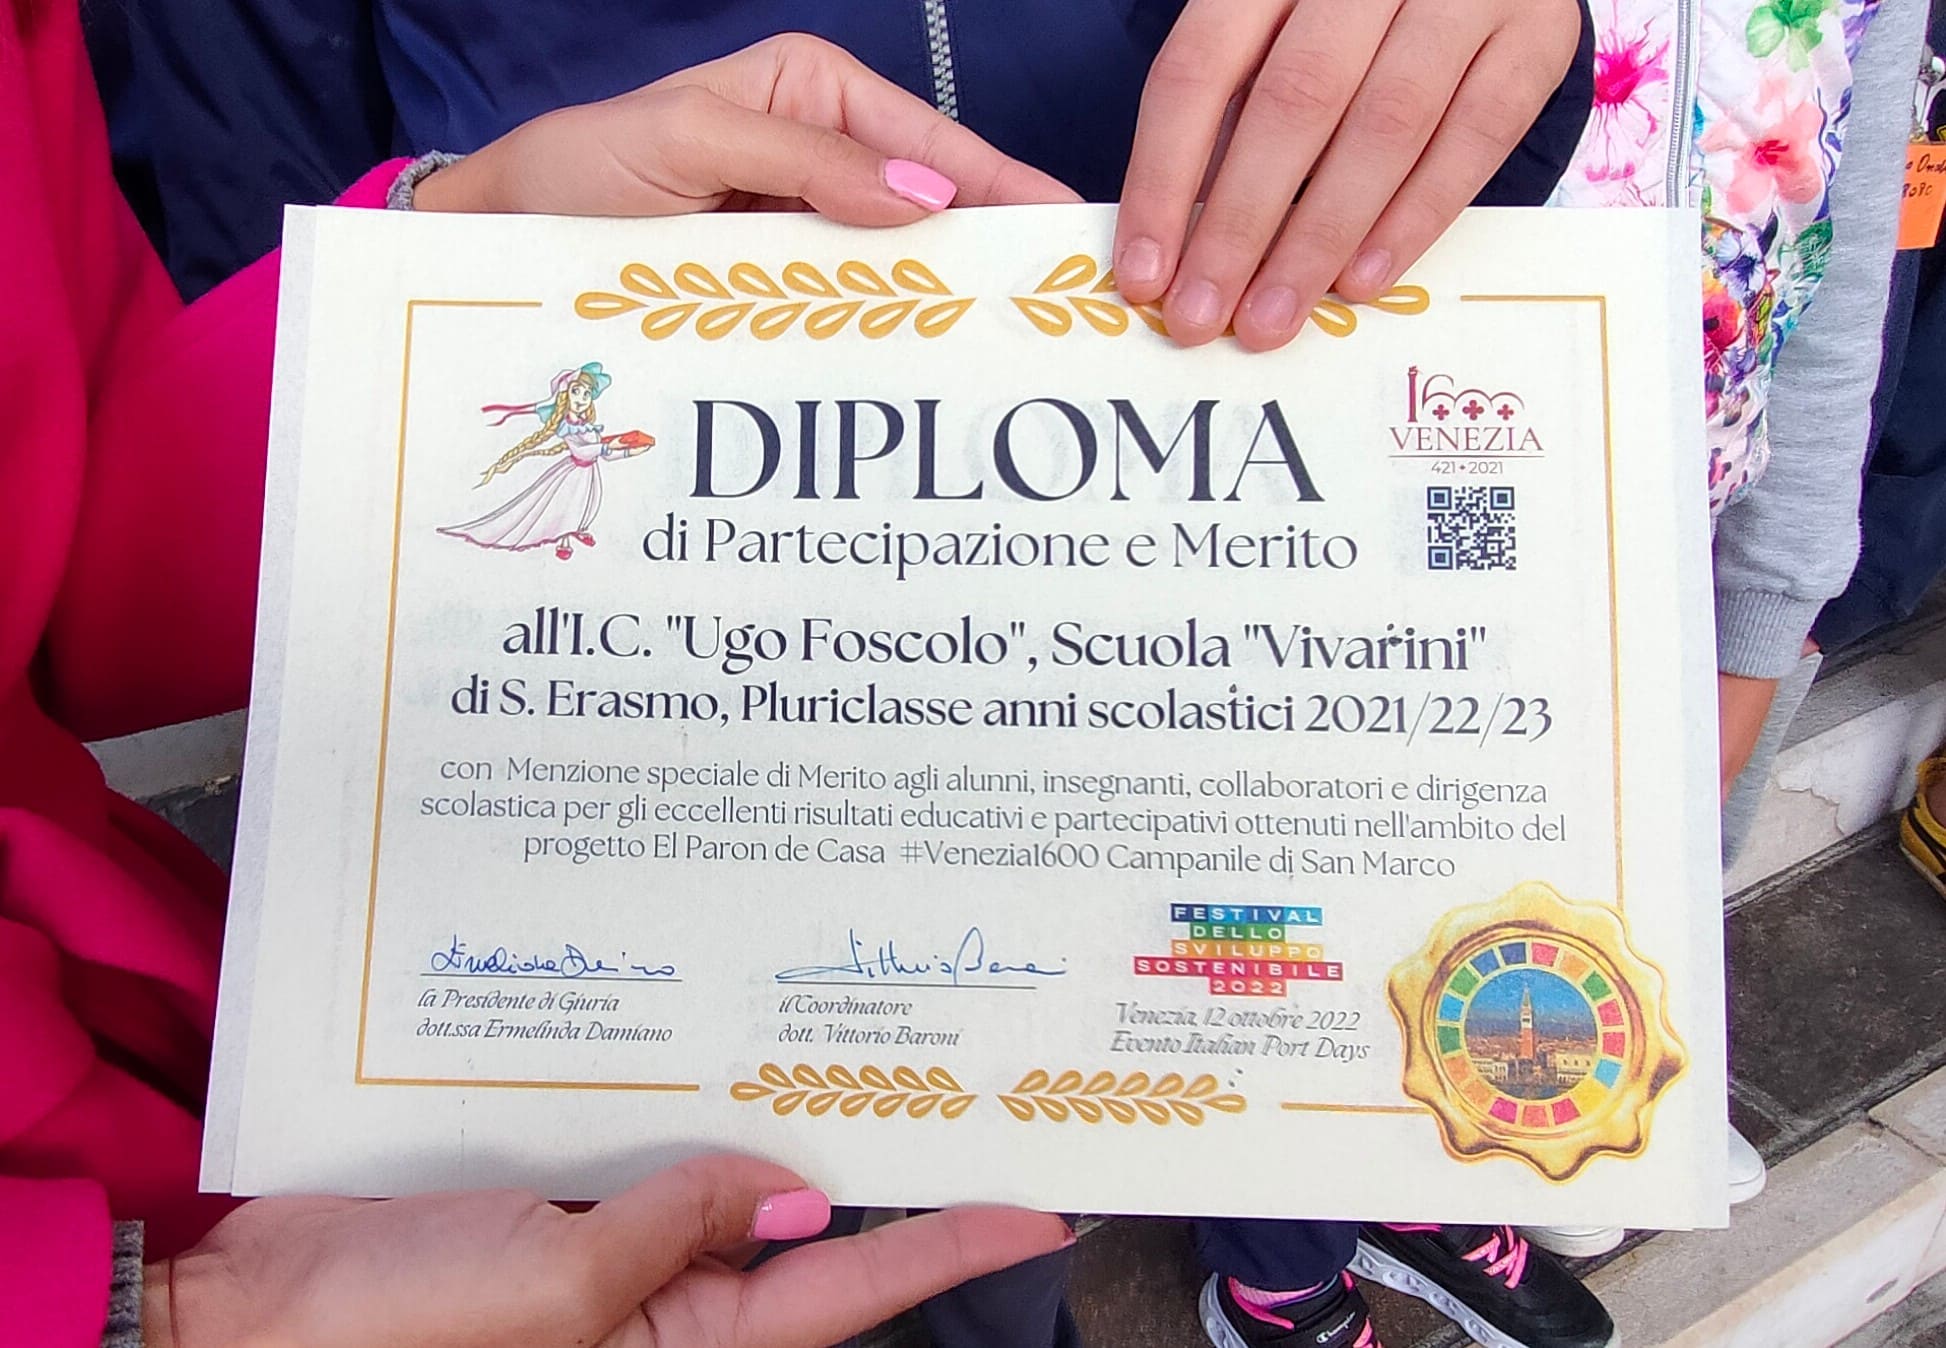 1600
VENEZIA
421•2021
DIPLOMA
di Partecipazione e Merito
all'I.C. "Ugo Foscolo", Scuola "Vivarini"
di S. Erasmo, Pluriclasse anni scolastici 2021/22/23
con Menzione speciale di Merito agli alunni, insegnanti, collaboratori e dirigenza
scolastica per gli eccellenti risultati educativi e partecipativi ottenuti nell'ambito del
progetto El Paron de Casa #Venezia1600 Campanile di San Marco
la Presidente di Giuria
dott.ssa Ermelinda Damiano
il Coordinatore
dott. Vittorio Baroni
FESTIVAL
DELLO
SVILUPPO
SOSTENIBILE
2022
Venezia, 12 ottobre 2022
Evento Italian Port Days
Champion